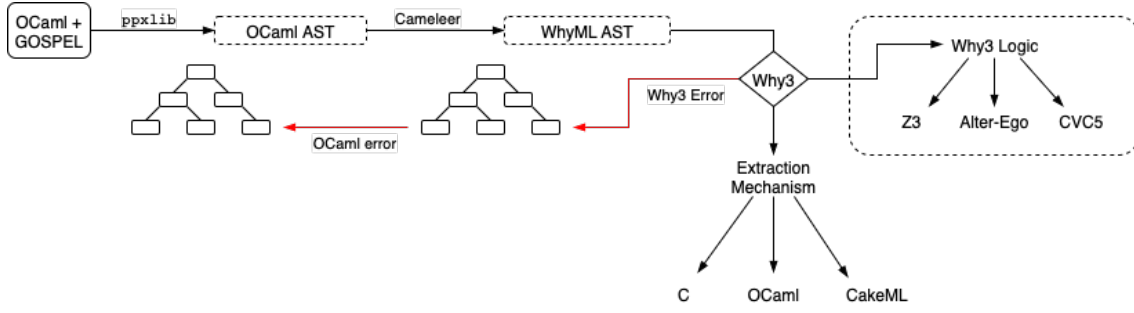 OCaml +
GOSPEL
ppxlib
OCaml AST
Cameleer
WhyML AST
Why3
Why3 Logic
Z3
Alter-Ego
CVC5
Why3 Error
OCaml error
Extraction
Mechanism
C
OCaml
CakeML